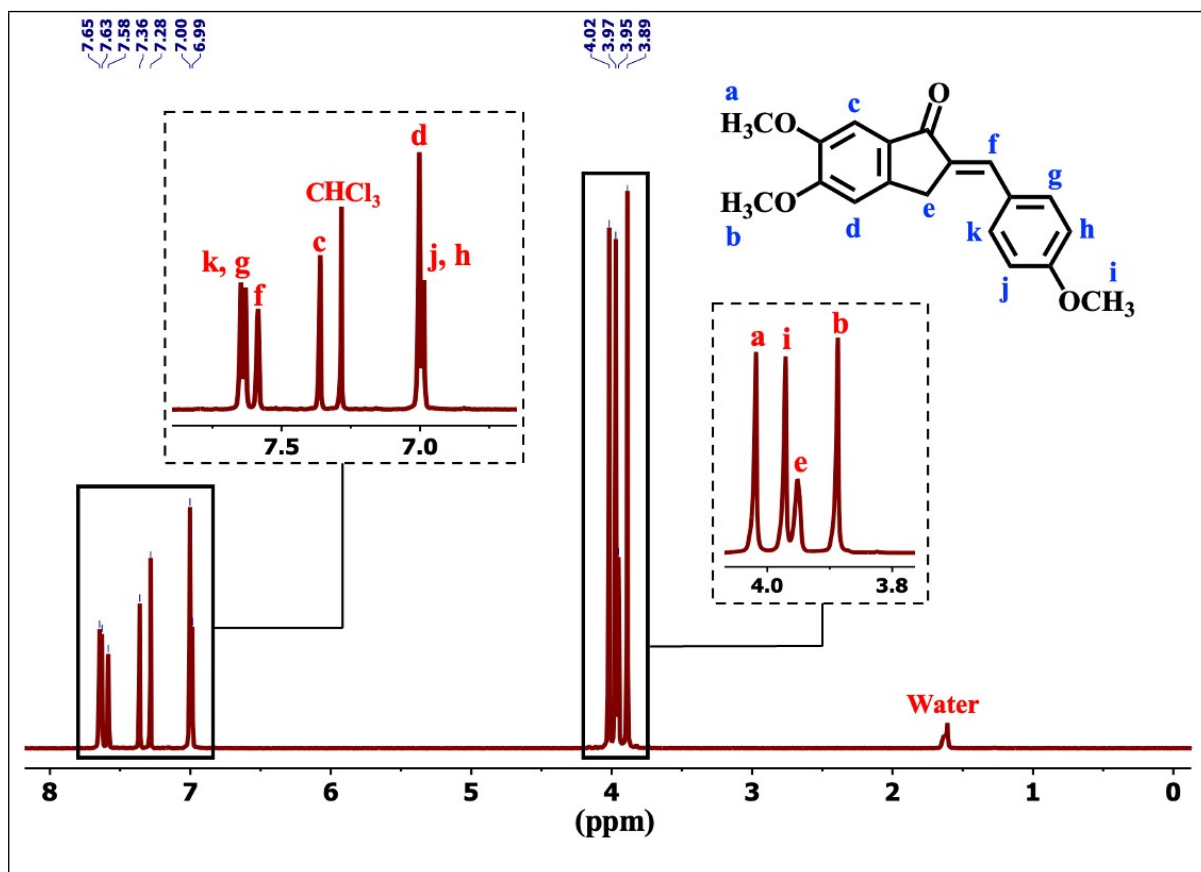 7.65
7.63
7.58
7.36
7.28
7.00
6.99
4.02
3.97
3.95
3.89
a
H₃CO
c
O
f
g
H₃CO
b
d
e
k
h
j
i
OCH₃
d
CHCl₃
c
k, g
f
j, h
7.5 7.0
a i b
e
4.0 3.8
Water
8 7 6 5 4 3 2 1 0
(ppm)